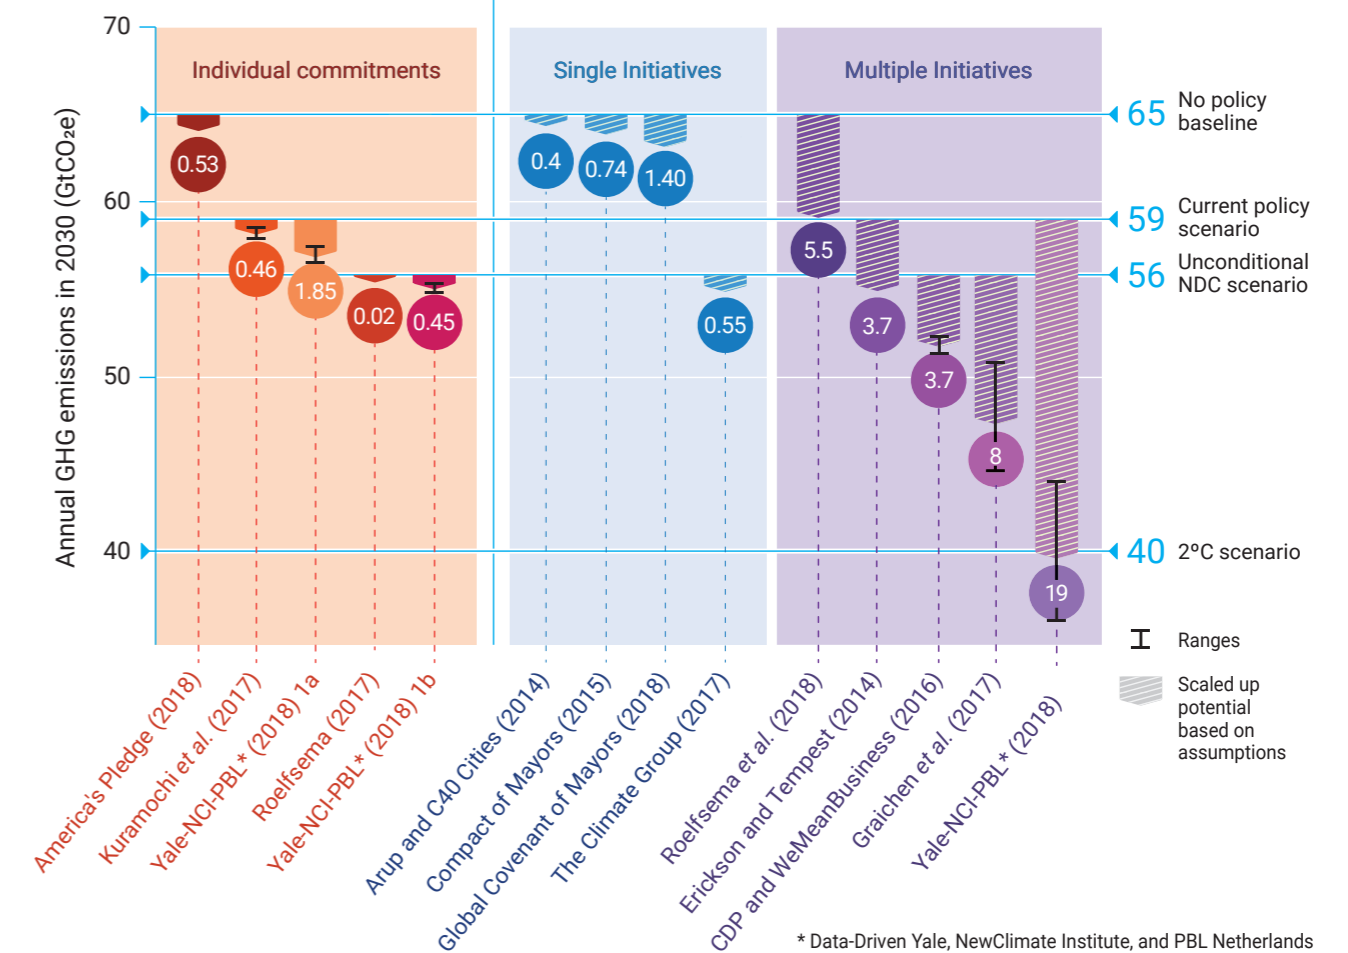 70
60
50
40
Annual GHG emissions in 2030 (GtCO₂e)
Individual commitments
Single Initiatives
Multiple Initiatives
0.53
0.46
1.85
0.02
0.45
0.4
0.74
1.40
0.55
5.5
3.7
3.7
8
19
65
No policy
baseline
59
Current policy
scenario
56
Unconditional
NDC scenario
40
2ºC scenario
Ranges
Scaled up
potential
based on
assumptions
America's Pledge (2018)
Kuramochi et al. (2017)
Yale-NCI-PBL* (2018) 1a
Roelfsema (2017)
Yale-NCI-PBL* (2018) 1b
Arup and C40 Cities (2014)
Compact of Mayors (2015)
Global Covenant of Mayors (2018)
The Climate Group (2017)
Roelfsema et al. (2018)
Erickson and Tempest (2014)
CDP and WeMeanBusiness (2016)
Graichen et al. (2017)
Yale-NCI-PBL* (2018)
* Data-Driven Yale, NewClimate Institute, and PBL Netherlands